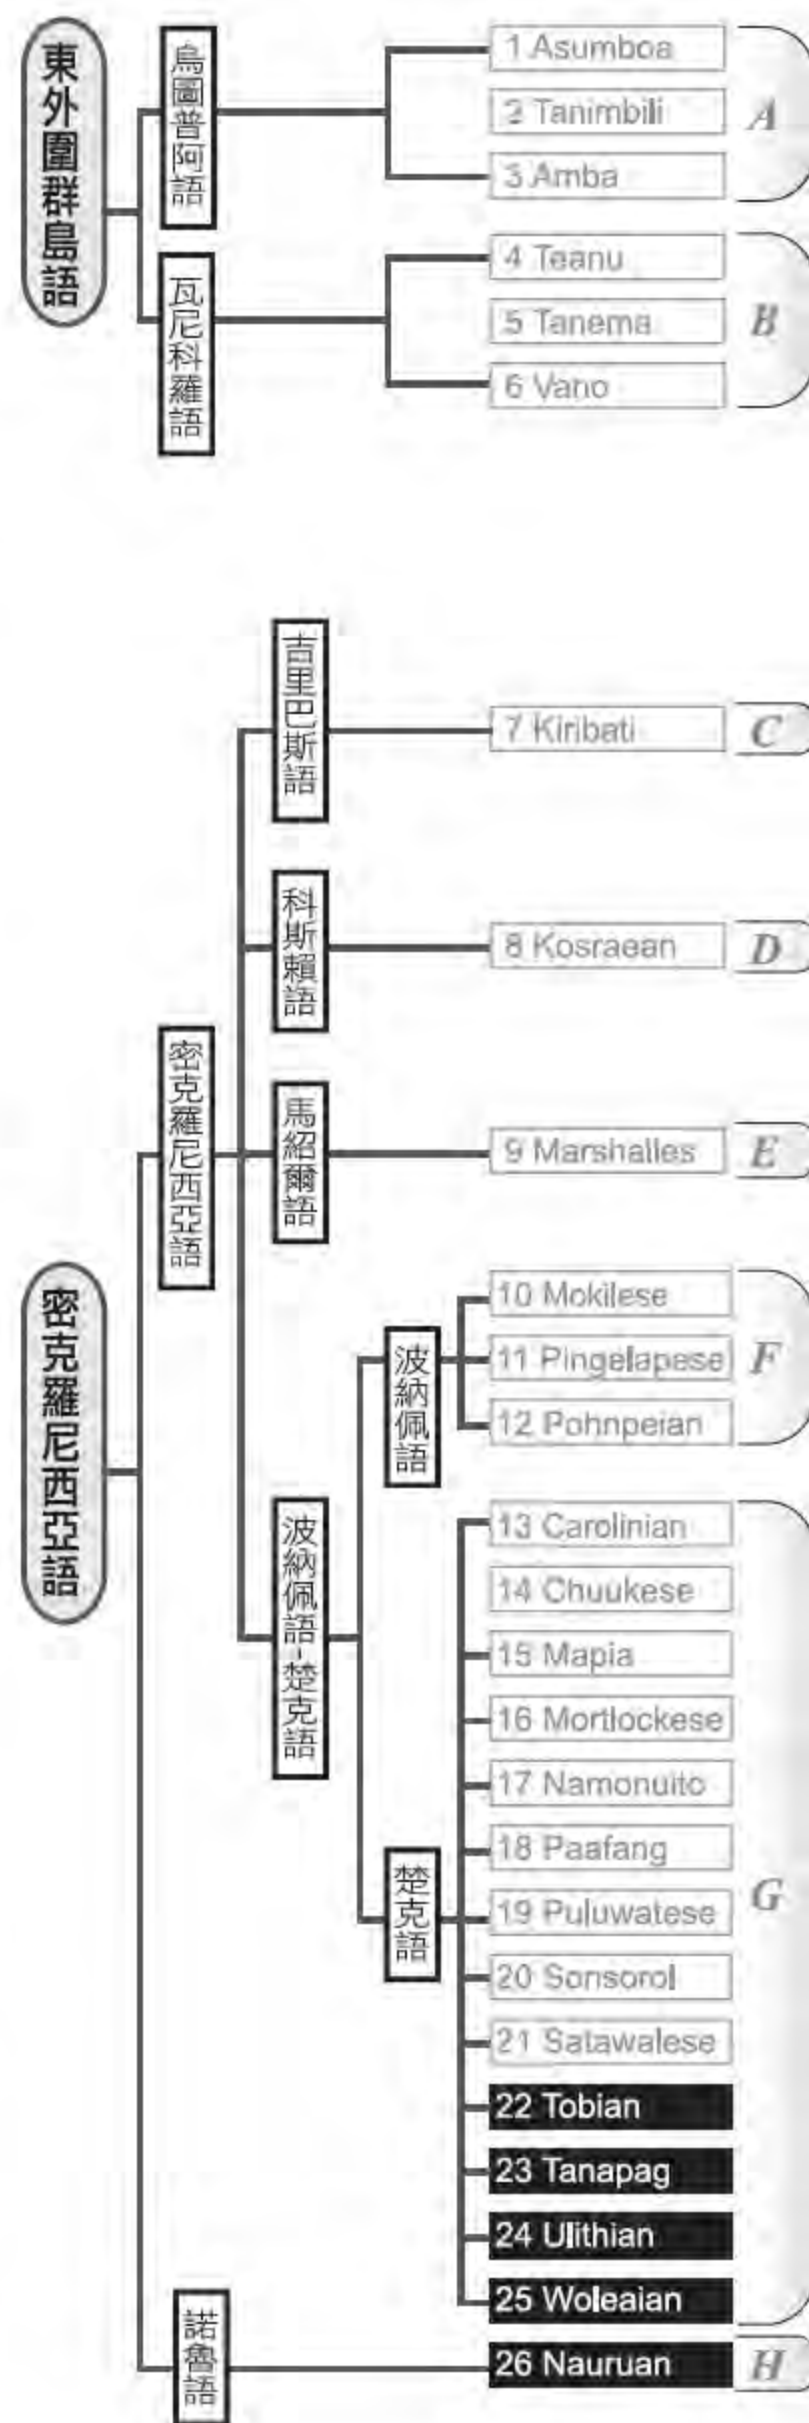 東外圍群島語
烏圖普阿語
1 Asumboa
2 Tanimbili
3 Amba
A
瓦尼科羅語
4 Teanu
5 Tanema
6 Vano
B
密克羅尼西亞語
密克羅尼西亞語
吉里巴斯語
7 Kiribati
C
科斯賴語
8 Kosraean
D
馬紹爾語
9 Marshalles
E
波納佩語-楚克語
波納佩語
10 Mokilese
11 Pingelapese
12 Pohnpeian
F
楚克語
13 Carolinian
14 Chuukese
15 Mapia
16 Mortlockese
17 Namonuito
18 Paafang
19 Puluwatese
20 Sonsorol
21 Satawalese
22 Tobian
23 Tanapag
24 Ulithian
25 Woleaian
G
諾魯語
26 Nauruan
H